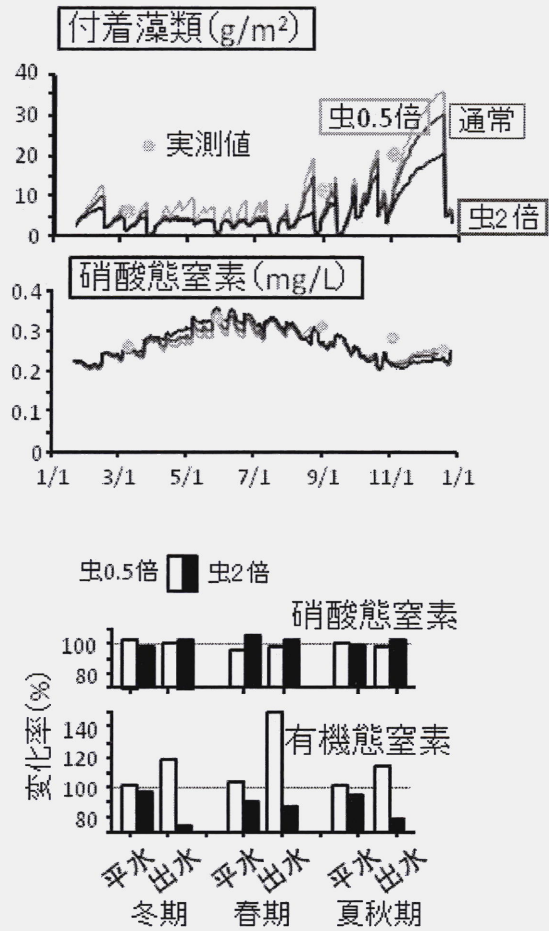 付着藻類(g/m²)
40
30
20
10
0
実測値
虫0.5倍
通常
虫2倍
硝酸態窒素(mg/L)
0.4
0.3
0.2
0.1
0
1/1 3/1 5/1 7/1 9/1 11/1 1/1
虫0.5倍 虫2倍
変化率(%)
硝酸態窒素
100
80
有機態窒素
140
120
100
80
平水 出水 平水 出水 平水 出水
冬期 春期 夏秋期